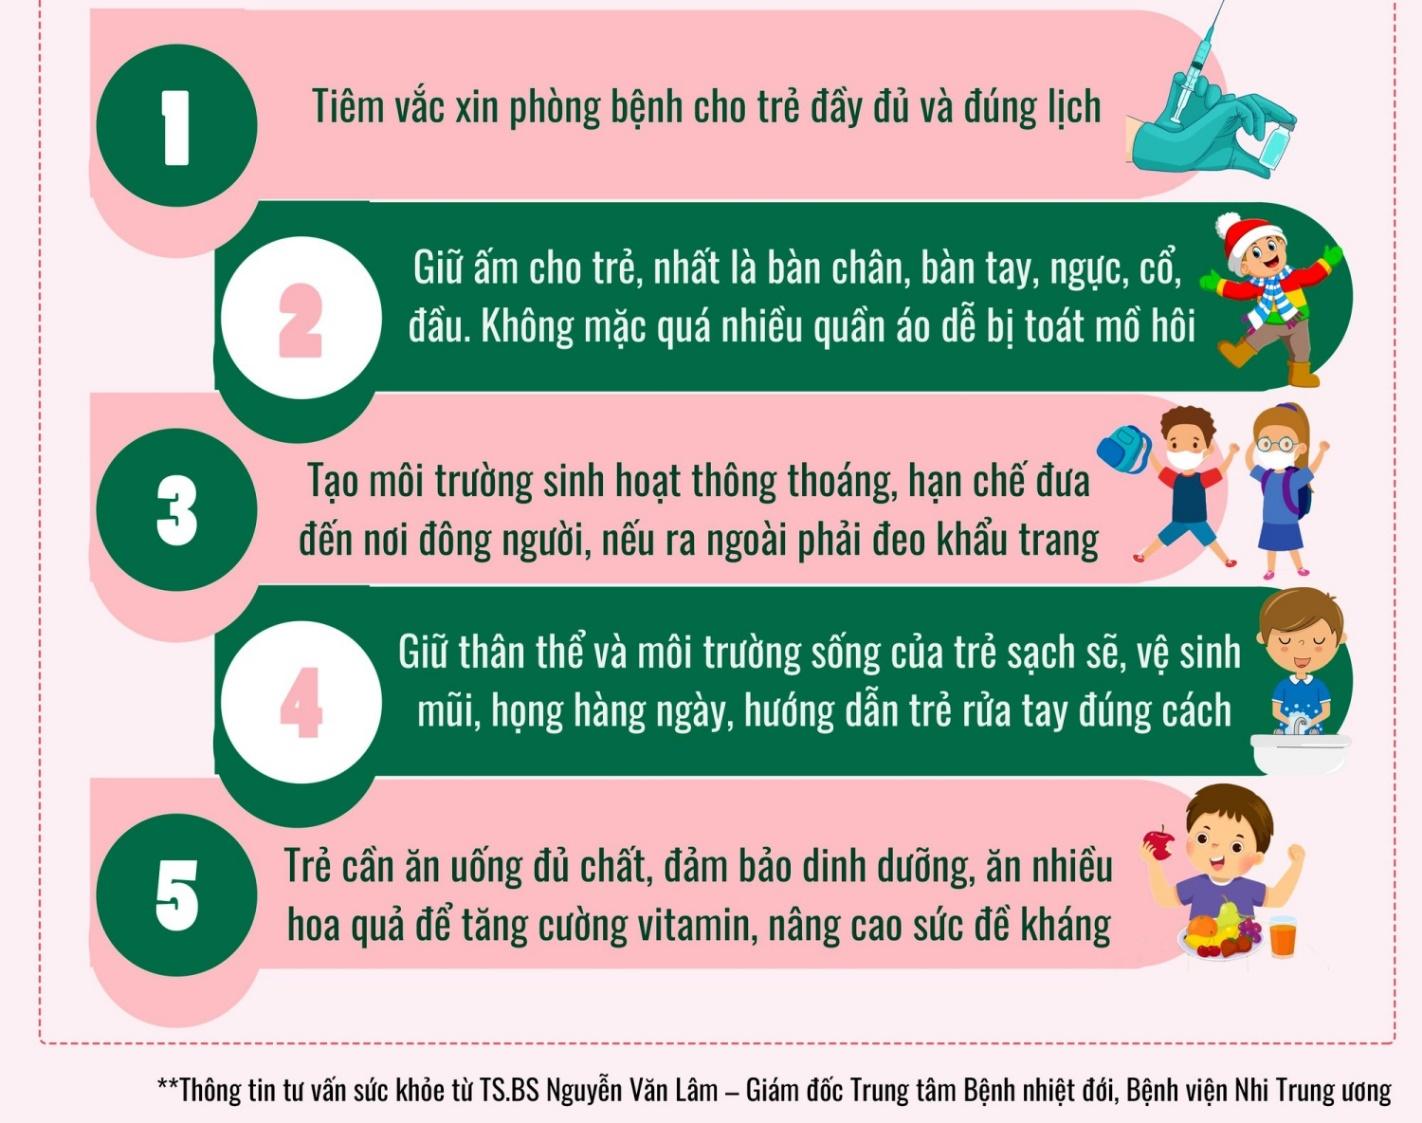 1
Tiêm vắc xin phòng bệnh cho trẻ đầy đủ và đúng lịch
2
Giữ ấm cho trẻ, nhất là bàn chân, bàn tay, ngực, cổ,
đầu. Không mặc quá nhiều quần áo dễ bị toát mồ hôi
3
Tạo môi trường sinh hoạt thông thoáng, hạn chế đưa
đến nơi đông người, nếu ra ngoài phải đeo khẩu trang
4
Giữ thân thể và môi trường sống của trẻ sạch sẽ, vệ sinh
mũi, họng hàng ngày, hướng dẫn trẻ rửa tay đúng cách
5
Trẻ cần ăn uống đủ chất, đảm bảo dinh dưỡng, ăn nhiều
hoa quả để tăng cường vitamin, nâng cao sức đề kháng
**Thông tin tư vấn sức khỏe từ TS.BS Nguyễn Văn Lâm – Giám đốc Trung tâm Bệnh nhiệt đới, Bệnh viện Nhi Trung ương